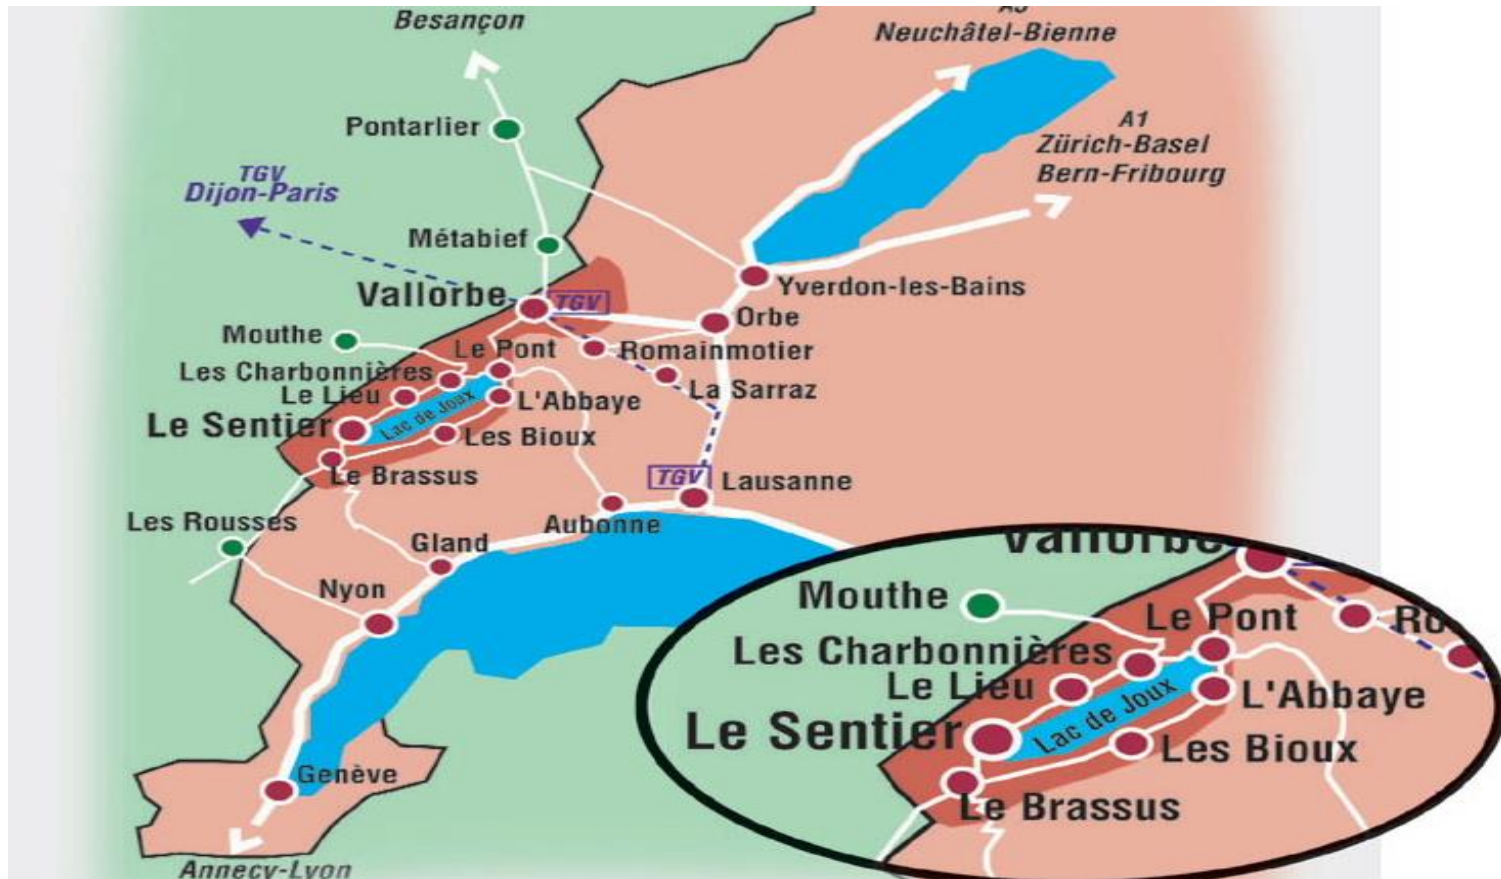 Besançon
Neuchâtel-Bienne
Pontarlier
A1
Zürich-Basel
Bern-Fribourg
TGV
Dijon-Paris
Métabief
Vallorbe
TGV
Yverdon-les-Bains
Orbe
Mouthe
Le Pont
Romainmotier
Les Charbonnières
Le Lieu
La Sarraz
Lac de Joux
L'Abbaye
Le Sentier
Les Bioux
Le Brassus
TGV
Lausanne
Les Rousses
Aubonne
Gland
Nyon
Genève
Annecy-Lyon
Vallorbe
Mouthe
Le Pont
Ro
Les Charbonnières
Le Lieu
L'Abbaye
Le Sentier
Lac de Joux
Les Bioux
Le Brassus